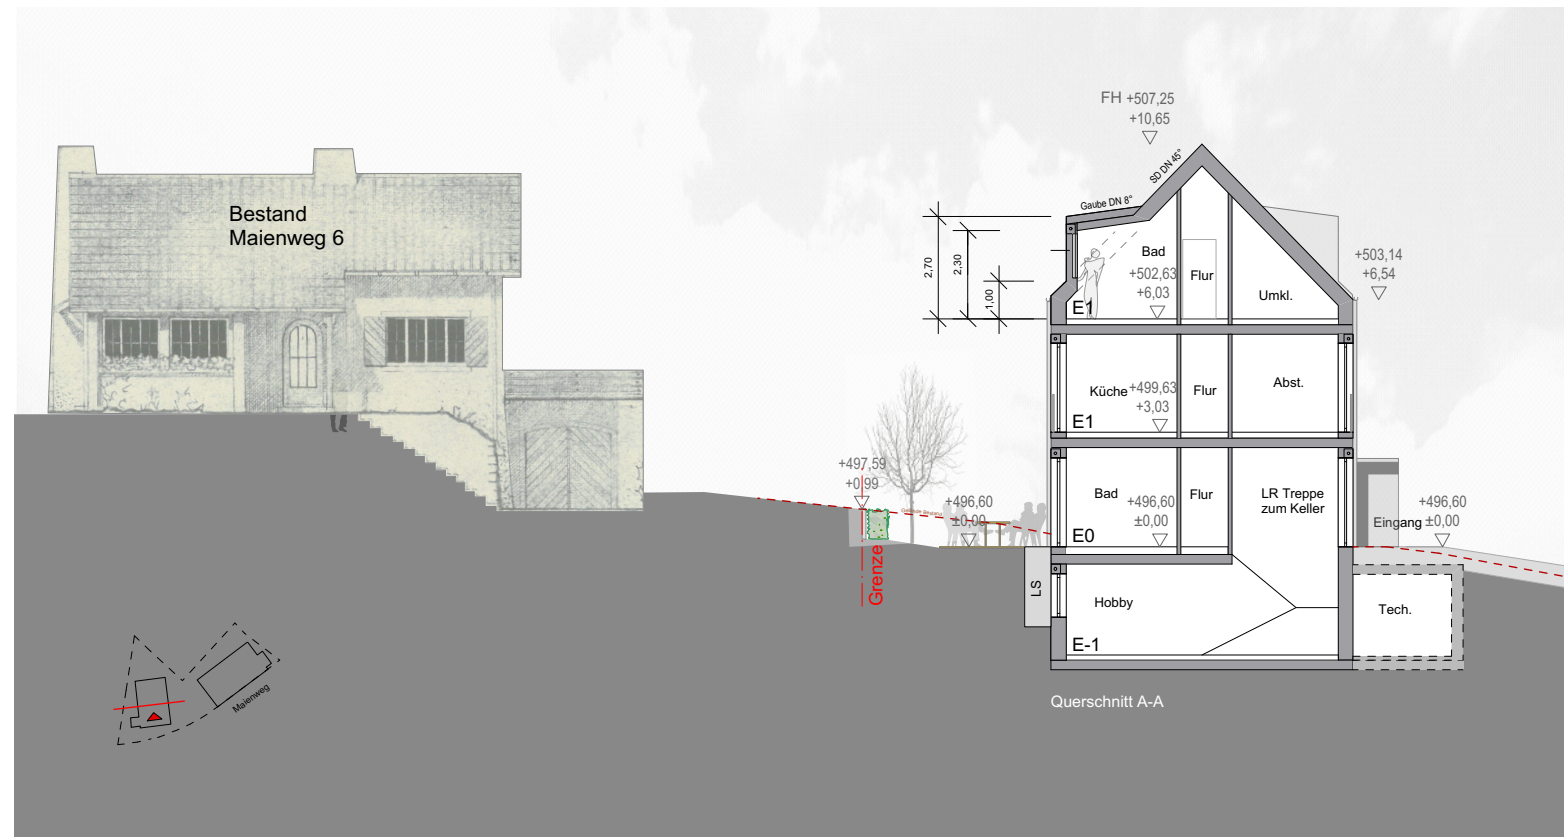 Bestand
Maienweg 6
FH +507,25
+10,65
SD DN 45°
Gaube DN 8°
2,70
2,30
1,00
Bad
+502,63
+6,03
Flur
Umkl.
E1
+503,14
+6,54
Küche
+499,63
+3,03
Flur
Abst.
E1
+497,59
+0,99
Gelände Bestand
+496,60
±0,00
Bad
+496,60
±0,00
Flur
LR Treppe
zum Keller
E0
Eingang
+496,60
±0,00
Grenze
LS
Hobby
Tech.
E-1
Querschnitt A-A
Maienweg